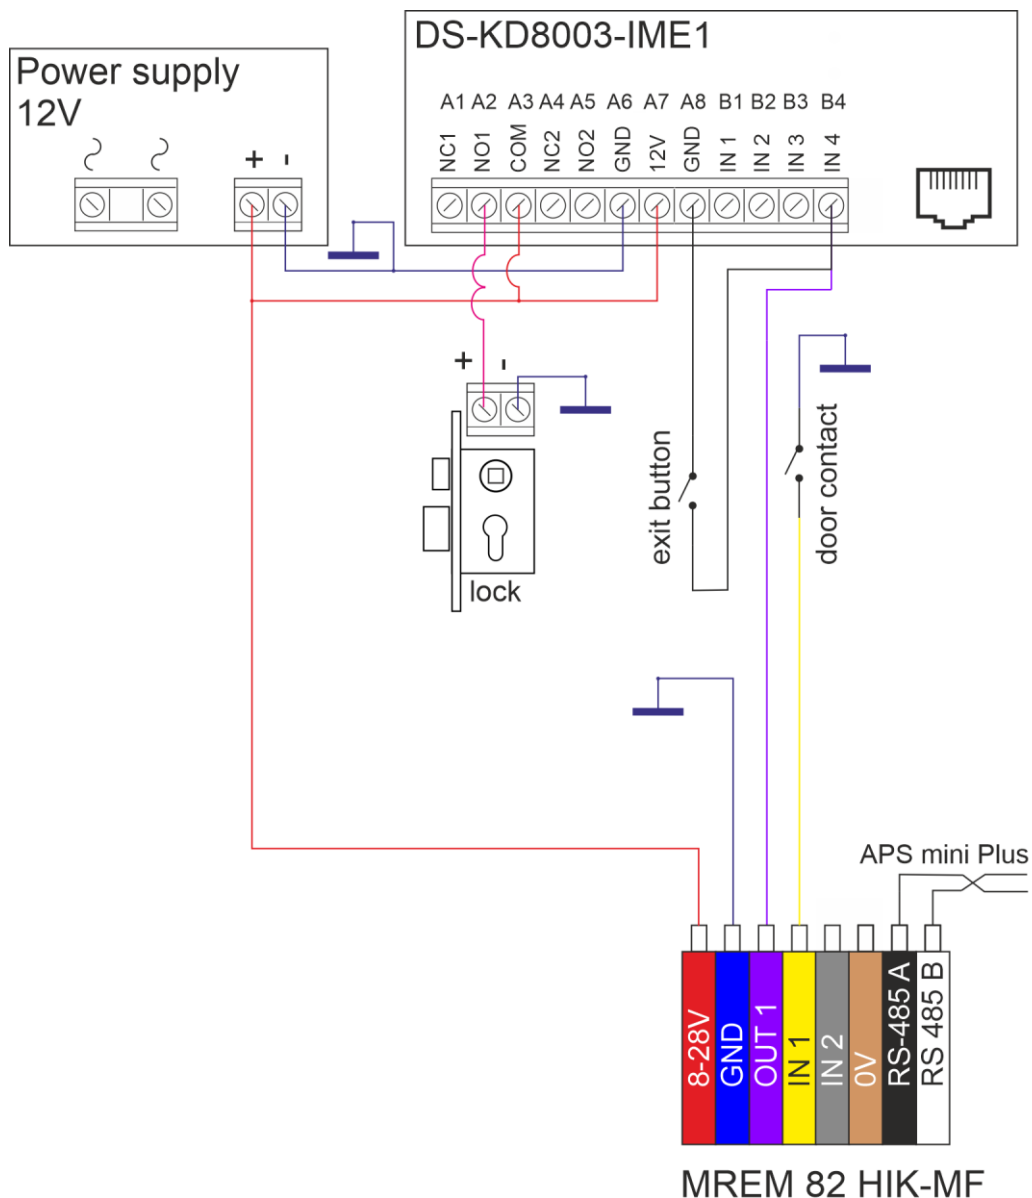 DS-KD8003-IME1
Power supply
12V
+ -
A1 A2 A3 A4 A5 A6 A7 A8 B1 B2 B3 B4
NC1
NO1
COM
NC2
NO2
GND
12V
GND
IN 1
IN 2
IN 3
IN 4
+ -
lock
exit button
door contact
APS mini Plus
8-28V
GND
OUT 1
IN 1
IN 2
0V
RS-485 A
RS 485 B
MREM 82 HIK-MF